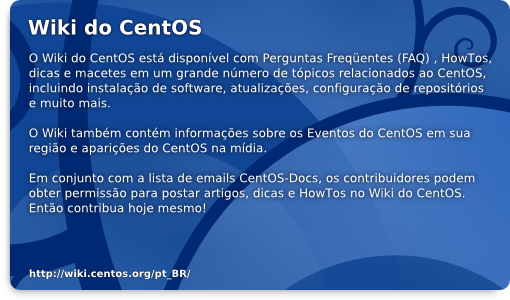 Wiki do CentOS
O Wiki do CentOS está disponível com Perguntas Freqüentes (FAQ) , HowTos,
dicas e macetes em um grande número de tópicos relacionados ao CentOS,
incluindo instalação de software, atualizações, configuração de repositórios
e muito mais.
O Wiki também contém informações sobre os Eventos do CentOS em sua
região e aparições do CentOS na mídia.
Em conjunto com a lista de emails CentOS-Docs, os contribuidores podem
obter permissão para postar artigos, dicas e HowTos no Wiki do CentOS.
Então contribua hoje mesmo!
http://wiki.centos.org/pt_BR/